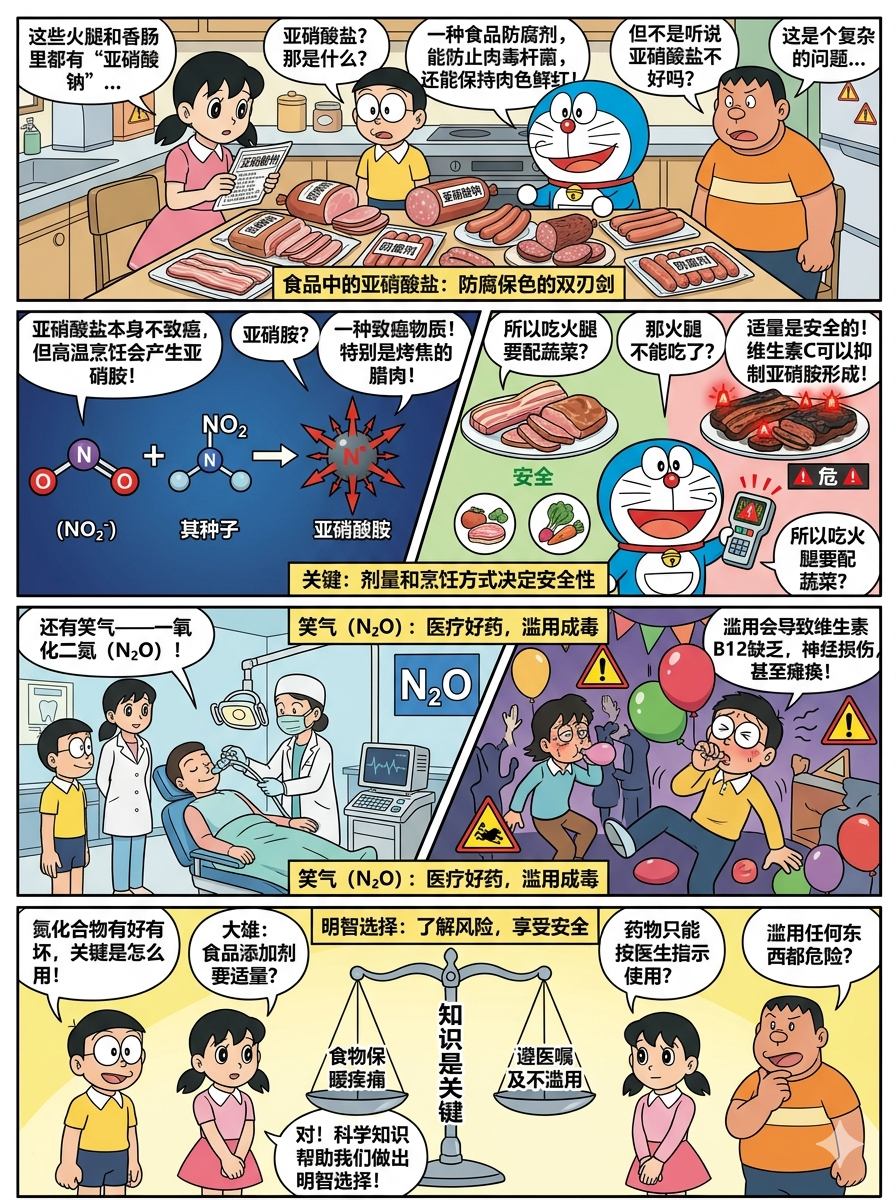 这些火腿和香肠
里都有“亚硝酸
钠”…
亚硝酸盐？
那是什么？
一种食品防腐剂，
能防止肉毒杆菌，
还能保持肉色鲜红！
但不是听说
亚硝酸盐不
好吗？
这是个复杂
的问题…
亚硝酸钠
食品中的亚硝酸盐：防腐保色的双刃剑
亚硝酸盐本身不致癌，
但高温烹饪会产生亚
硝胺！
亚硝胺？
一种致癌物质！
特别是烤焦的
腊肉！
N
O
O
+
NO₂
N
N
(NO₂⁻)
其种子
亚硝酸胺
所以吃火腿
要配蔬菜？
那火腿
不能吃了？
适量是安全的！
维生素C可以抑
制亚硝胺形成！
安全
危
所以吃火
腿要配
蔬菜？
关键：剂量和烹饪方式决定安全性
还有笑气——一氧
化二氮（N₂O）！
笑气（N₂O）：医疗好药，滥用成毒
N₂O
滥用会导致维生素
B12缺乏，神经损伤，
甚至瘫痪！
笑气（N₂O）：医疗好药，滥用成毒
氮化合物有好有
坏，关键是怎么
用！
大雄：
食品添加剂
要适量？
明智选择：了解风险，享受安全
药物只能
按医生指示
使用？
滥用任何东
西都危险？
食物保
暖疼痛
知识是关键
遵医嘱
及不滥用
对！科学知识
帮助我们做出
明智选择！